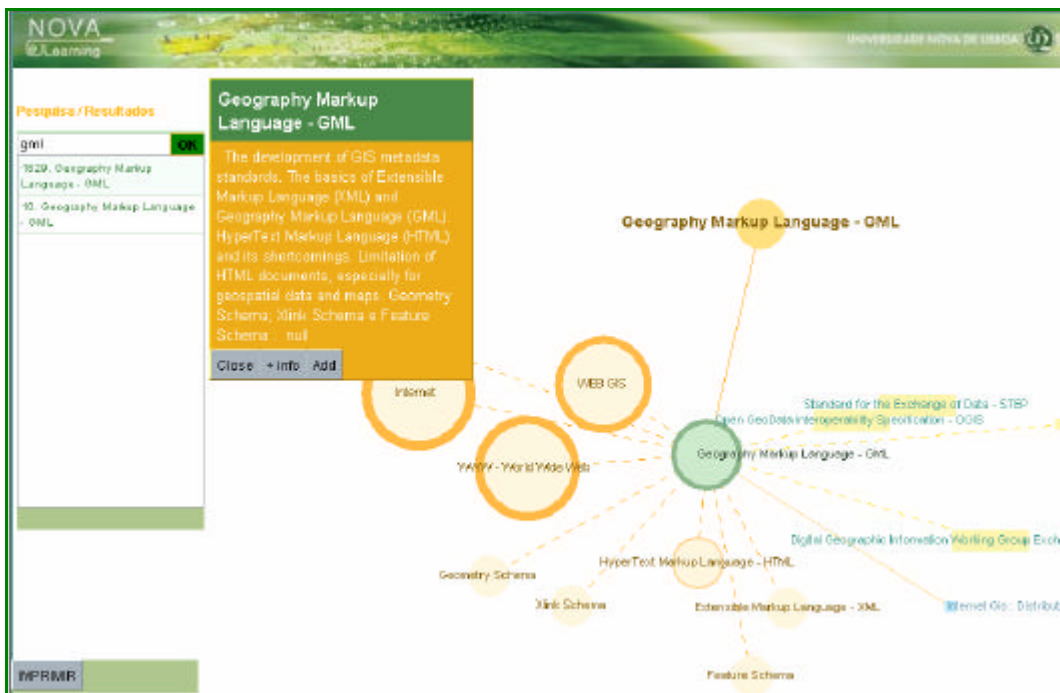 NOVA_
@JLearning
UNIVERSIDADE NOVA DE LISBOA
Pesquisa / Resultados
gml
OK
1629. Geography Markup
Language - GML
10. Geography Markup Language
- GML
Geography Markup
Language - GML
The development of GIS metadata
standards. The basics of Extensible
Markup Language (XML) and
Geography Markup Language (GML).
HyperText Markup Language (HTML)
and its shortcomings. Limitation of
HTML documents, especially for
geospatial data and maps. Geometry
Schema; Xlink Schema e Feature
Schema null
Close + Info Add
Geography Markup Language - GML
WEB GIS
Internet
Standard for the Exchange of Data - STEP
Open GeoData Interoperability Specification - OGIS
Geography Markup Language - GML
WWW - World Wide Web
Digital Geographic Information Working Group Exch
HyperText Markup Language - HTML
Geometry Schema
Xlink Schema
Extensible Markup Language - XML
Internet Gis: Distribut
Feature Schema
IMPRIMIR